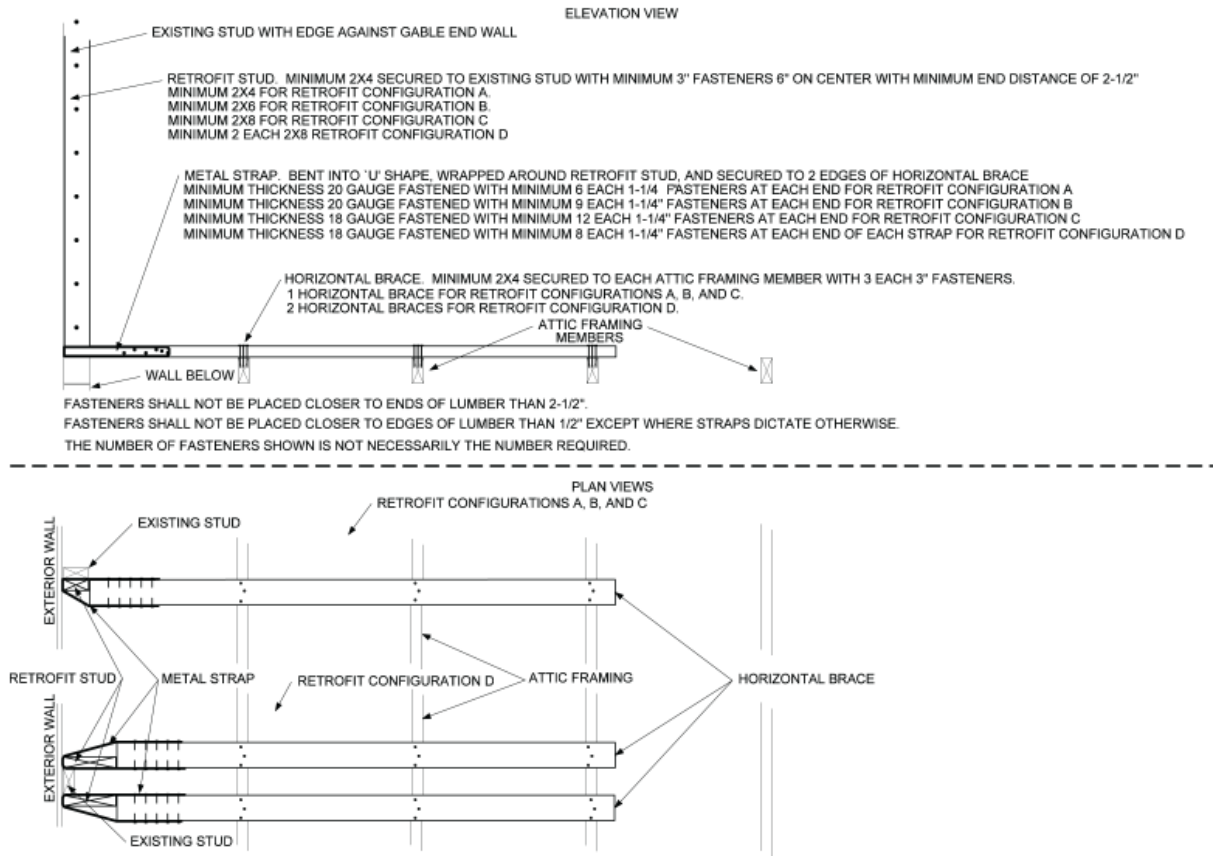 ELEVATION VIEW
EXISTING STUD WITH EDGE AGAINST GABLE END WALL
RETROFIT STUD. MINIMUM 2X4 SECURED TO EXISTING STUD WITH MINIMUM 3" FASTENERS 6" ON CENTER WITH MINIMUM END DISTANCE OF 2-1/2"
MINIMUM 2X4 FOR RETROFIT CONFIGURATION A.
MINIMUM 2X6 FOR RETROFIT CONFIGURATION B.
MINIMUM 2X8 FOR RETROFIT CONFIGURATION C
MINIMUM 2 EACH 2X8 RETROFIT CONFIGURATION D
METAL STRAP. BENT INTO `U' SHAPE, WRAPPED AROUND RETROFIT STUD, AND SECURED TO 2 EDGES OF HORIZONTAL BRACE
MINIMUM THICKNESS 20 GAUGE FASTENED WITH MINIMUM 6 EACH 1-1/4 FASTENERS AT EACH END FOR RETROFIT CONFIGURATION A
MINIMUM THICKNESS 20 GAUGE FASTENED WITH MINIMUM 9 EACH 1-1/4" FASTENERS AT EACH END FOR RETROFIT CONFIGURATION B
MINIMUM THICKNESS 18 GAUGE FASTENED WITH MINIMUM 12 EACH 1-1/4" FASTENERS AT EACH END FOR RETROFIT CONFIGURATION C
MINIMUM THICKNESS 18 GAUGE FASTENED WITH MINIMUM 8 EACH 1-1/4" FASTENERS AT EACH END OF EACH STRAP FOR RETROFIT CONFIGURATION D
HORIZONTAL BRACE. MINIMUM 2X4 SECURED TO EACH ATTIC FRAMING MEMBER WITH 3 EACH 3" FASTENERS.
1 HORIZONTAL BRACE FOR RETROFIT CONFIGURATIONS A, B, AND C.
2 HORIZONTAL BRACES FOR RETROFIT CONFIGURATION D.
ATTIC FRAMING
MEMBERS
WALL BELOW
FASTENERS SHALL NOT BE PLACED CLOSER TO ENDS OF LUMBER THAN 2-1/2".
FASTENERS SHALL NOT BE PLACED CLOSER TO EDGES OF LUMBER THAN 1/2" EXCEPT WHERE STRAPS DICTATE OTHERWISE.
THE NUMBER OF FASTENERS SHOWN IS NOT NECESSARILY THE NUMBER REQUIRED.
PLAN VIEWS
RETROFIT CONFIGURATIONS A, B, AND C
EXISTING STUD
EXTERIOR WALL
RETROFIT STUD
METAL STRAP
RETROFIT CONFIGURATION D
ATTIC FRAMING
HORIZONTAL BRACE
EXTERIOR WALL
EXISTING STUD